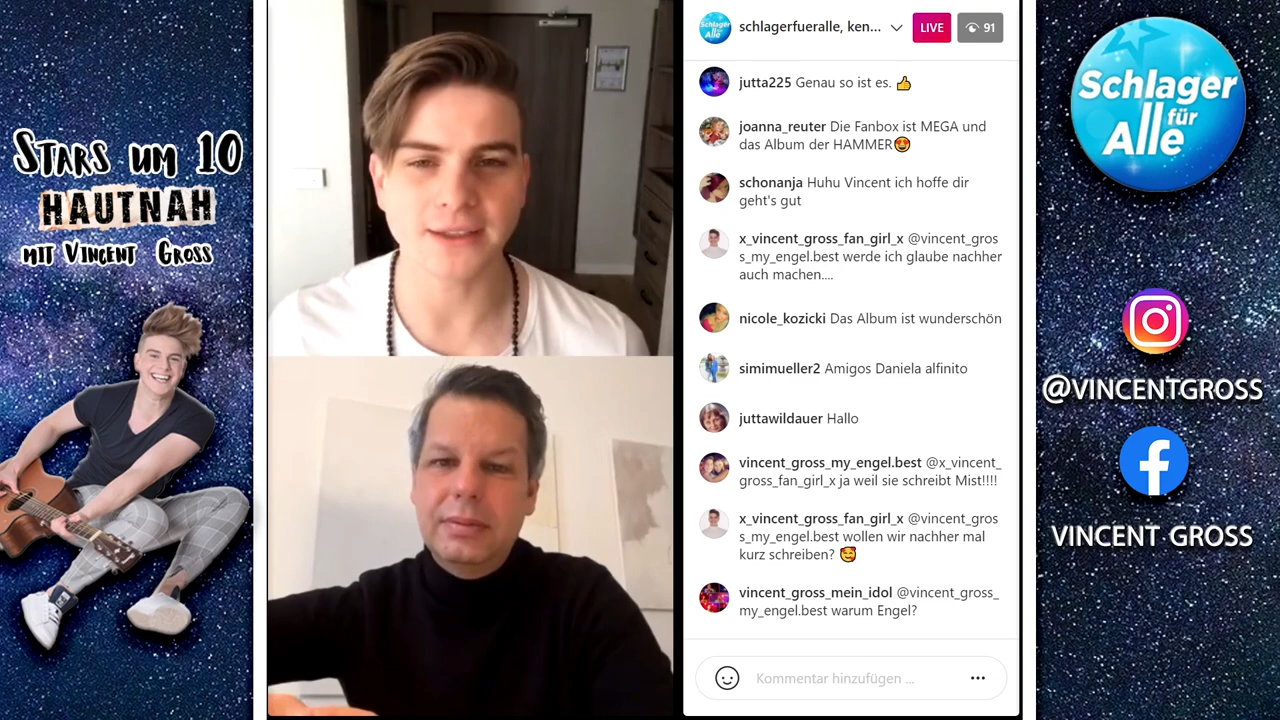 STARS UM 10
HAUTNAH
MIT VINCENT GROSS
schlagerfueralle, ken...
LIVE
91
jutta225 Genau so ist es. 👍
joanna_reuter Die Fanbox ist MEGA und
das Album der HAMMER😍
schonanja Huhu Vincent ich hoffe dir
geht's gut
x_vincent_gross_fan_girl_x @vincent_gros
s_my_engel.best werde ich glaube nachher
auch machen....
nicole_kozicki Das Album ist wunderschön
simimueller2 Amigos Daniela alfinito
juttawildauer Hallo
vincent_gross_my_engel.best @x_vincent_
gross_fan_girl_x ja weil sie schreibt Mist!!!!
x_vincent_gross_fan_girl_x @vincent_gros
s_my_engel.best wollen wir nachher mal
kurz schreiben? 🥰
vincent_gross_mein_idol @vincent_gross_
my_engel.best warum Engel?
Kommentar hinzufügen ...
Schlager
für
Alle
@VINCENTGROSS
VINCENT GROSS